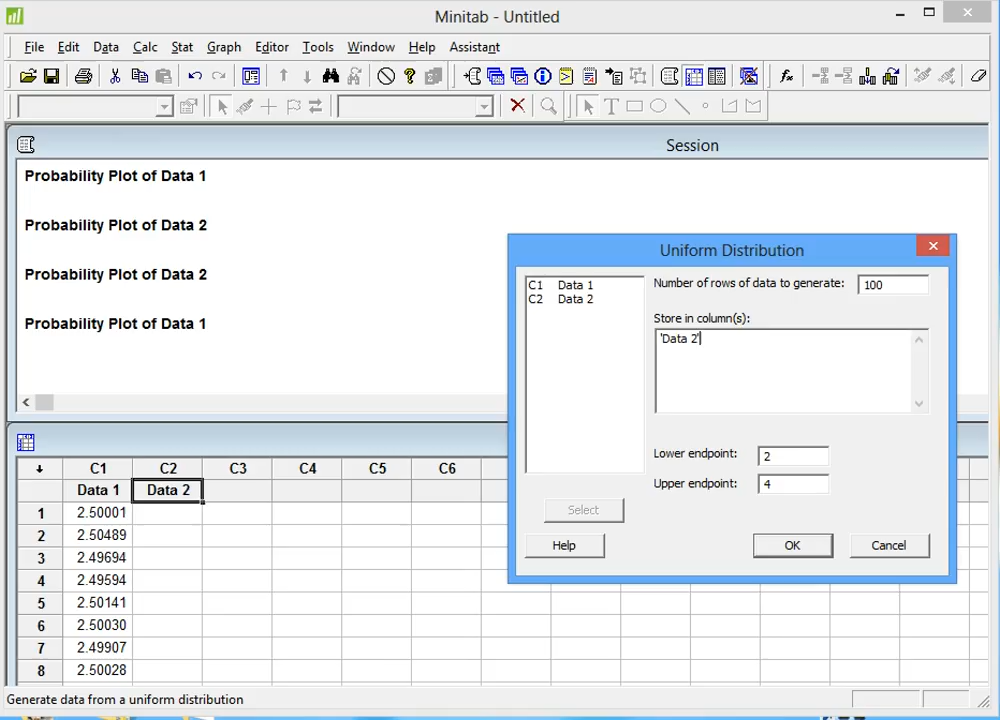 Minitab - Untitled
File Edit Data Calc Stat Graph Editor Tools Window Help Assistant
Session
Probability Plot of Data 1
Probability Plot of Data 2
Probability Plot of Data 2
Probability Plot of Data 1
Uniform Distribution
C1 Data 1
C2 Data 2
Number of rows of data to generate: 100
Store in column(s):
'Data 2'
Lower endpoint: 2
Upper endpoint: 4
Select
Help OK Cancel
C1 C2 C3 C4 C5 C6
Data 1 Data 2
1 2.50001
2 2.50489
3 2.49694
4 2.49594
5 2.50141
6 2.50030
7 2.49907
8 2.50028
Generate data from a uniform distribution